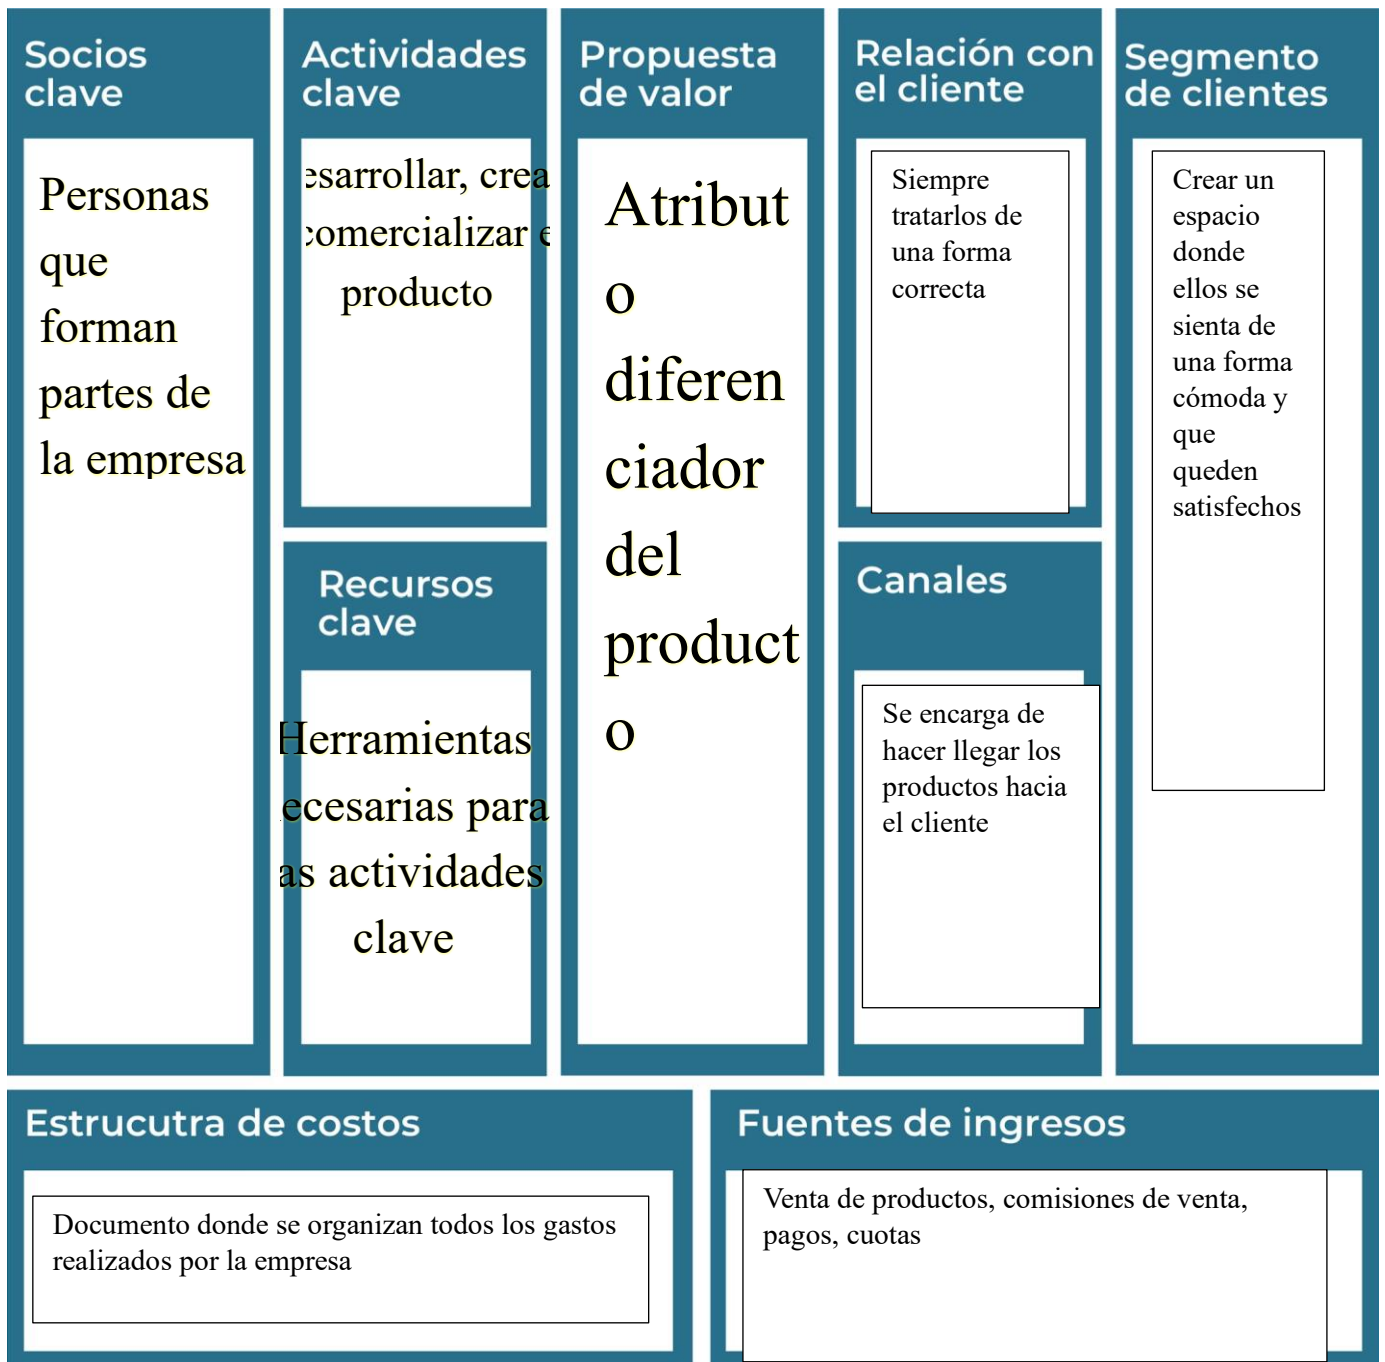 Socios
clave
Personas
que
forman
partes de
la empresa
Actividades
clave
esarrollar, crea
comercializar e
producto
Recursos
clave
Herramientas
ecesarias para
as actividades
clave
Propuesta
de valor
Atribut
o
diferen
ciador
del
product
o
Relación con
el cliente
Siempre
tratarlos de
una forma
correcta
Canales
Se encarga de
hacer llegar los
productos hacia
el cliente
Segmento
de clientes
Crear un
espacio
donde
ellos se
sienta de
una forma
cómoda y
que
queden
satisfechos
Estrucutra de costos
Documento donde se organizan todos los gastos
realizados por la empresa
Fuentes de ingresos
Venta de productos, comisiones de venta,
pagos, cuotas